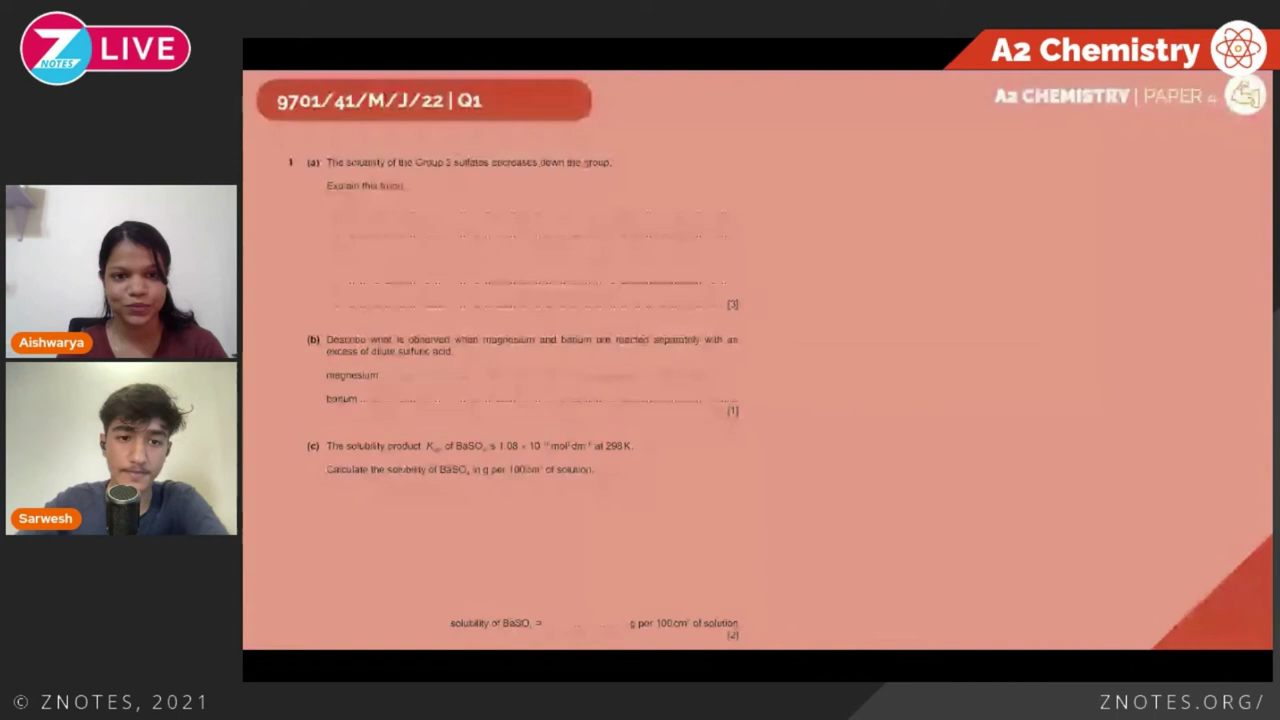 Z NOTES LIVE
A2 Chemistry
9701/41/M/J/22 | Q1
A2 CHEMISTRY | PAPER 4
1 (a) The solubility of the Group 2 sulfates decreases down the group.
Explain this trend.
[3]
(b) Describe what is observed when magnesium and barium are reacted separately with an
excess of dilute sulfuric acid.
magnesium
barium
[1]
(c) The solubility product Ksp of BaSO₄ is 1.08 × 10 mol² dm⁻⁶ at 298 K.
Calculate the solubility of BaSO₄ in g per 100 cm³ of solution.
solubility of BaSO₄ = g per 100 cm³ of solution
[2]
Aishwarya
Sarwesh
© ZNOTES, 2021
ZNOTES.ORG/